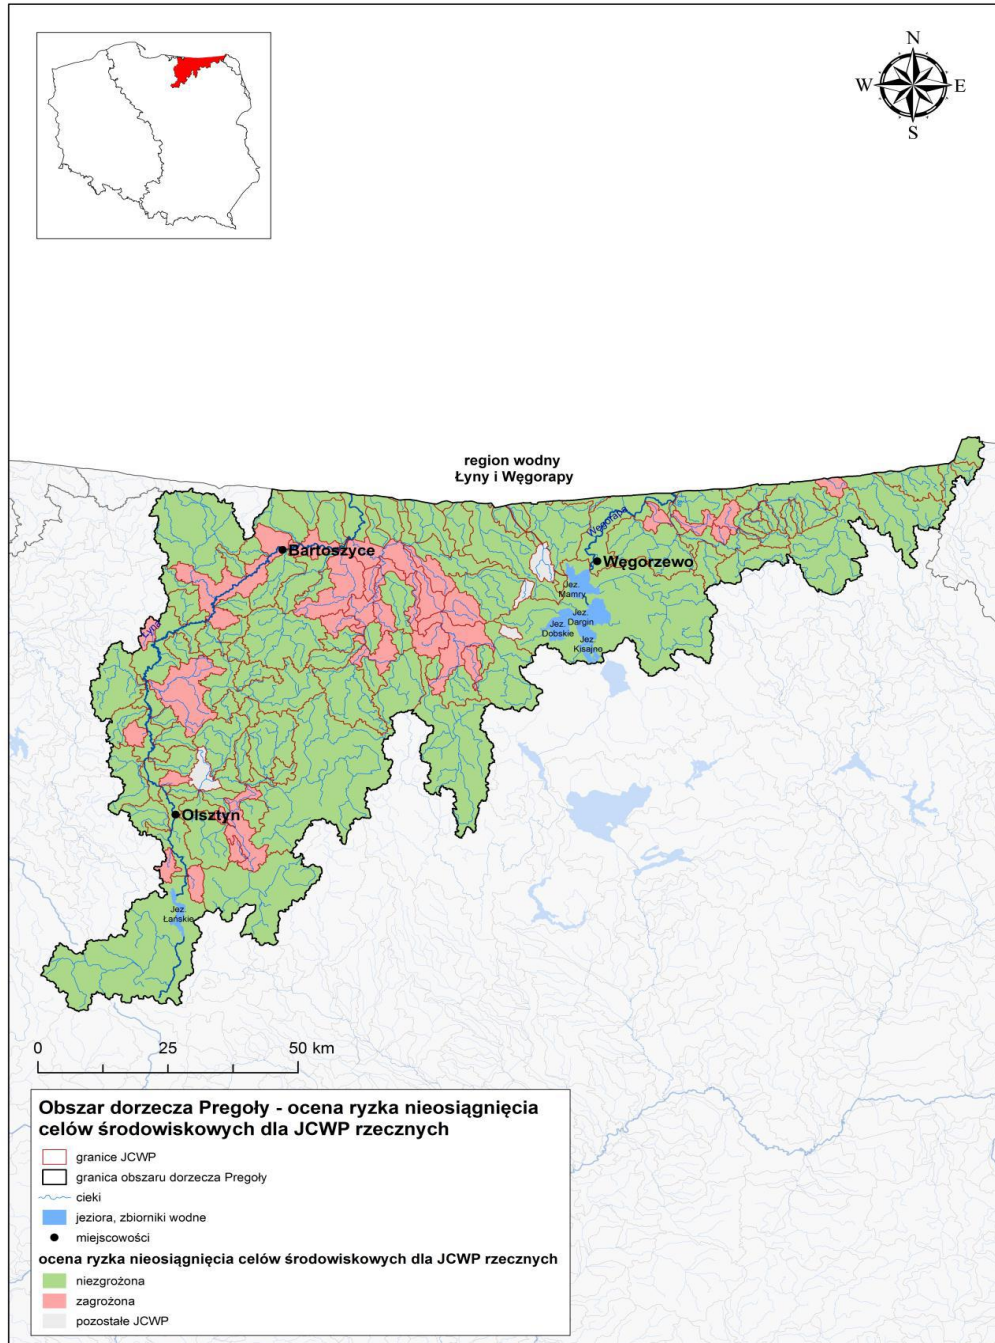 N
W E
S
region wodny
Łyny i Węgorapy
Węgorapa
Bartoszyce
Węgorzewo
Jez.
Mamry
Jez.
Dargin
Jez.
Dobskie
Jez.
Kisajno
Łyna
Olsztyn
Jez.
Łańskie
0 25 50 km
Obszar dorzecza Pregoły - ocena ryzka nieosiągnięcia
celów środowiskowych dla JCWP rzecznych
granice JCWP
granica obszaru dorzecza Pregoły
cieki
jeziora, zbiorniki wodne
miejscowości
ocena ryzka nieosiągnięcia celów środowiskowych dla JCWP rzecznych
niezgrożona
zagrożona
pozostałe JCWP